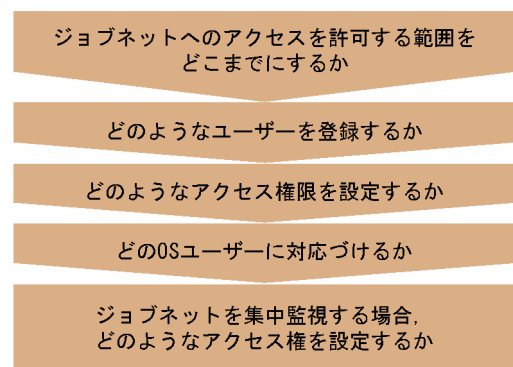 ジョブネットへのアクセスを許可する範囲を
どこまでにするか
どのようなユーザーを登録するか
どのようなアクセス権限を設定するか
どのOSユーザーに対応づけるか
ジョブネットを集中監視する場合，
どのようなアクセス権を設定するか